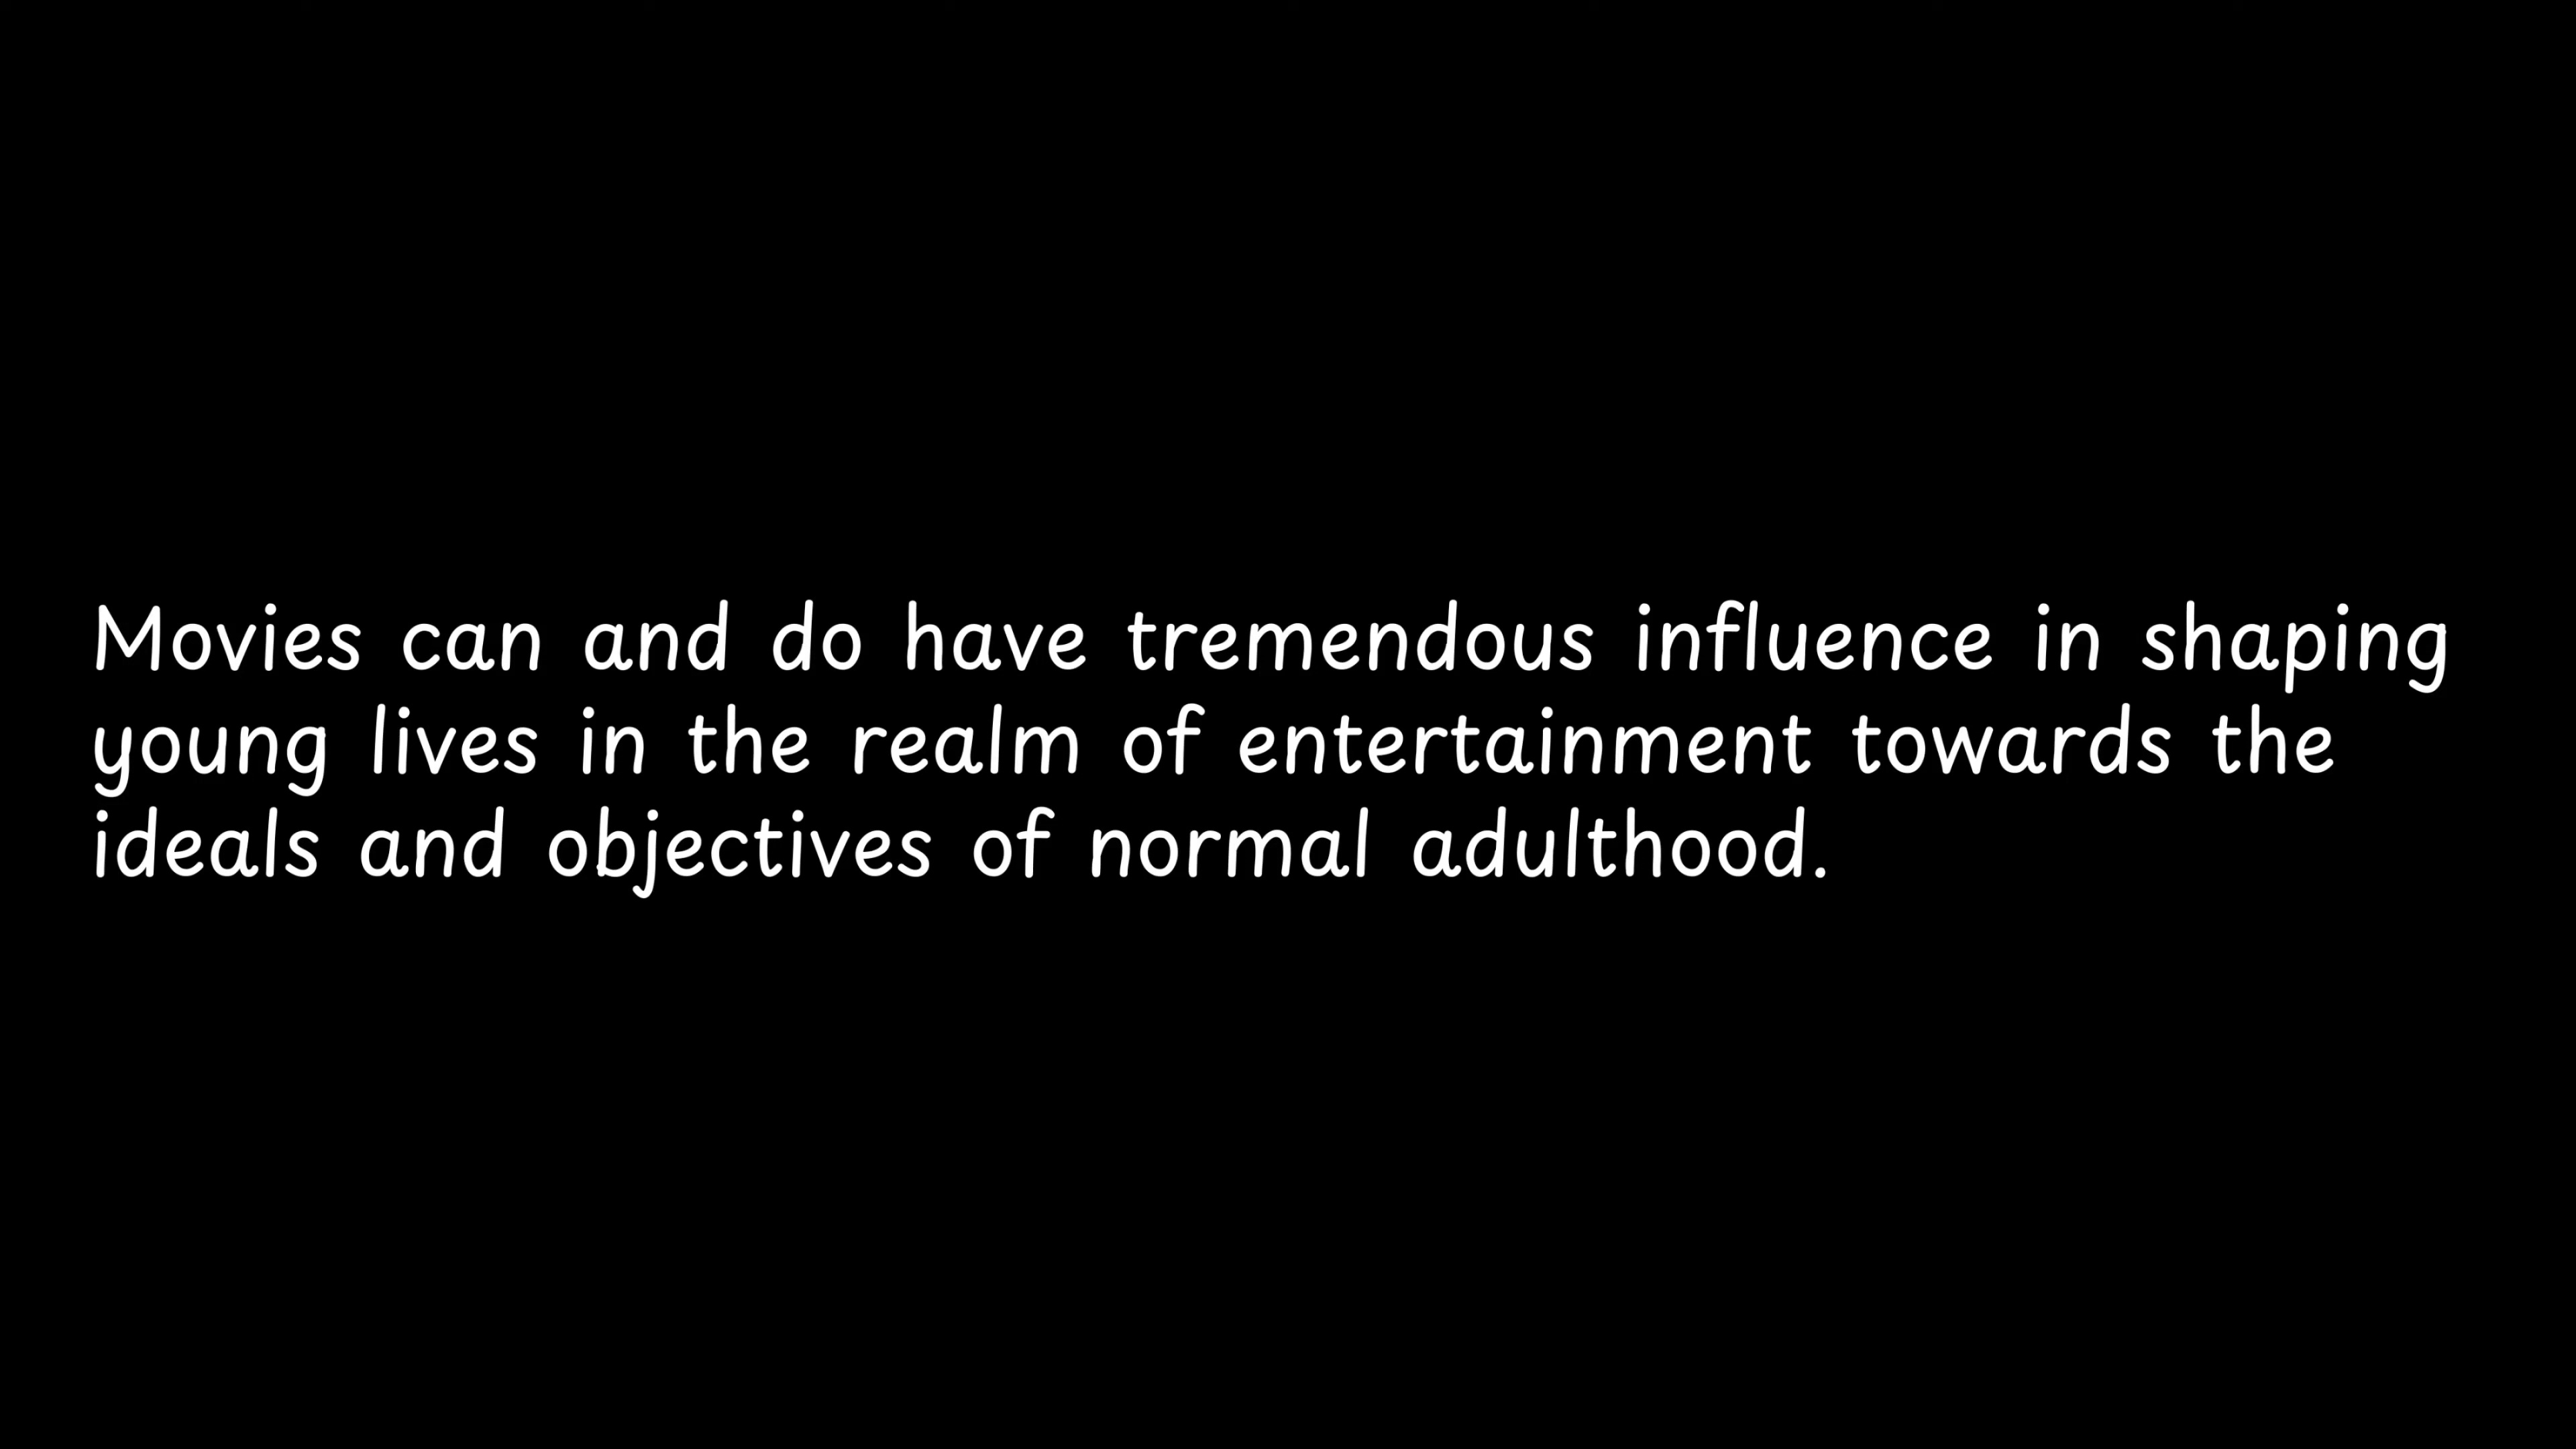 Movies can and do have tremendous influence in shaping
young lives in the realm of entertainment towards the
ideals and objectives of normal adulthood.